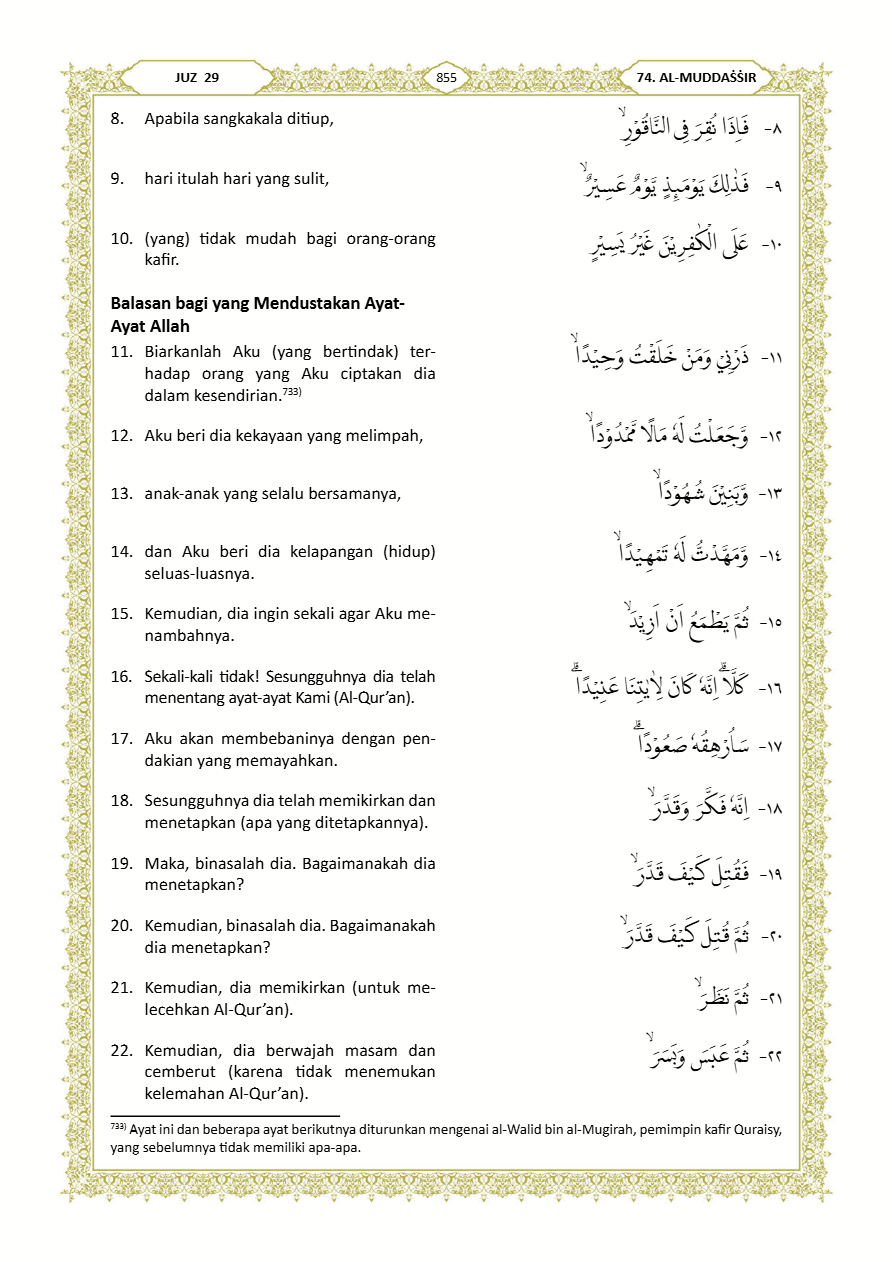 JUZ 29
855
74. AL-MUDDAṠṠIR
8. Apabila sangkakala ditiup,
٨- فَاِذَا نُقِرَ فِى النَّاقُوْرِۙ
9. hari itulah hari yang sulit,
٩- فَذٰلِكَ يَوْمَىِٕذٍ يَّوْمٌ عَسِيْرٌۙ
10. (yang) tidak mudah bagi orang-orang
kafir.
١٠- عَلَى الْكٰفِرِيْنَ غَيْرُ يَسِيْرٍ
Balasan bagi yang Mendustakan Ayat-
Ayat Allah
11. Biarkanlah Aku (yang bertindak) ter-
hadap orang yang Aku ciptakan dia
dalam kesendirian.733)
١١- ذَرْنِيْ وَمَنْ خَلَقْتُ وَحِيْدًاۙ
12. Aku beri dia kekayaan yang melimpah,
١٢- وَّجَعَلْتُ لَهٗ مَالًا مَّمْدُوْدًاۙ
13. anak-anak yang selalu bersamanya,
١٣- وَّبَنِيْنَ شُهُوْدًاۙ
14. dan Aku beri dia kelapangan (hidup)
seluas-luasnya.
١٤- وَّمَهَّدْتُّ لَهٗ تَمْهِيْدًاۙ
15. Kemudian, dia ingin sekali agar Aku me-
nambahnya.
١٥- ثُمَّ يَطْمَعُ اَنْ اَزِيْدَۙ
16. Sekali-kali tidak! Sesungguhnya dia telah
menentang ayat-ayat Kami (Al-Qur’an).
١٦- كَلَّاۗ اِنَّهٗ كَانَ لِاٰيٰتِنَا عَنِيْدًاۗ
17. Aku akan membebaninya dengan pen-
dakian yang memayahkan.
١٧- سَاُرْهِقُهٗ صَعُوْدًاۗ
18. Sesungguhnya dia telah memikirkan dan
menetapkan (apa yang ditetapkannya).
١٨- اِنَّهٗ فَكَّرَ وَقَدَّرَۙ
19. Maka, binasalah dia. Bagaimanakah dia
menetapkan?
١٩- فَقُتِلَ كَيْفَ قَدَّرَۙ
20. Kemudian, binasalah dia. Bagaimanakah
dia menetapkan?
٢٠- ثُمَّ قُتِلَ كَيْفَ قَدَّرَۙ
21. Kemudian, dia memikirkan (untuk me-
lecehkan Al-Qur’an).
٢١- ثُمَّ نَظَرَۙ
22. Kemudian, dia berwajah masam dan
cemberut (karena tidak menemukan
kelemahan Al-Qur’an).
٢٢- ثُمَّ عَبَسَ وَبَسَرَۙ
733) Ayat ini dan beberapa ayat berikutnya diturunkan mengenai al-Walid bin al-Mugirah, pemimpin kafir Quraisy,
yang sebelumnya tidak memiliki apa-apa.